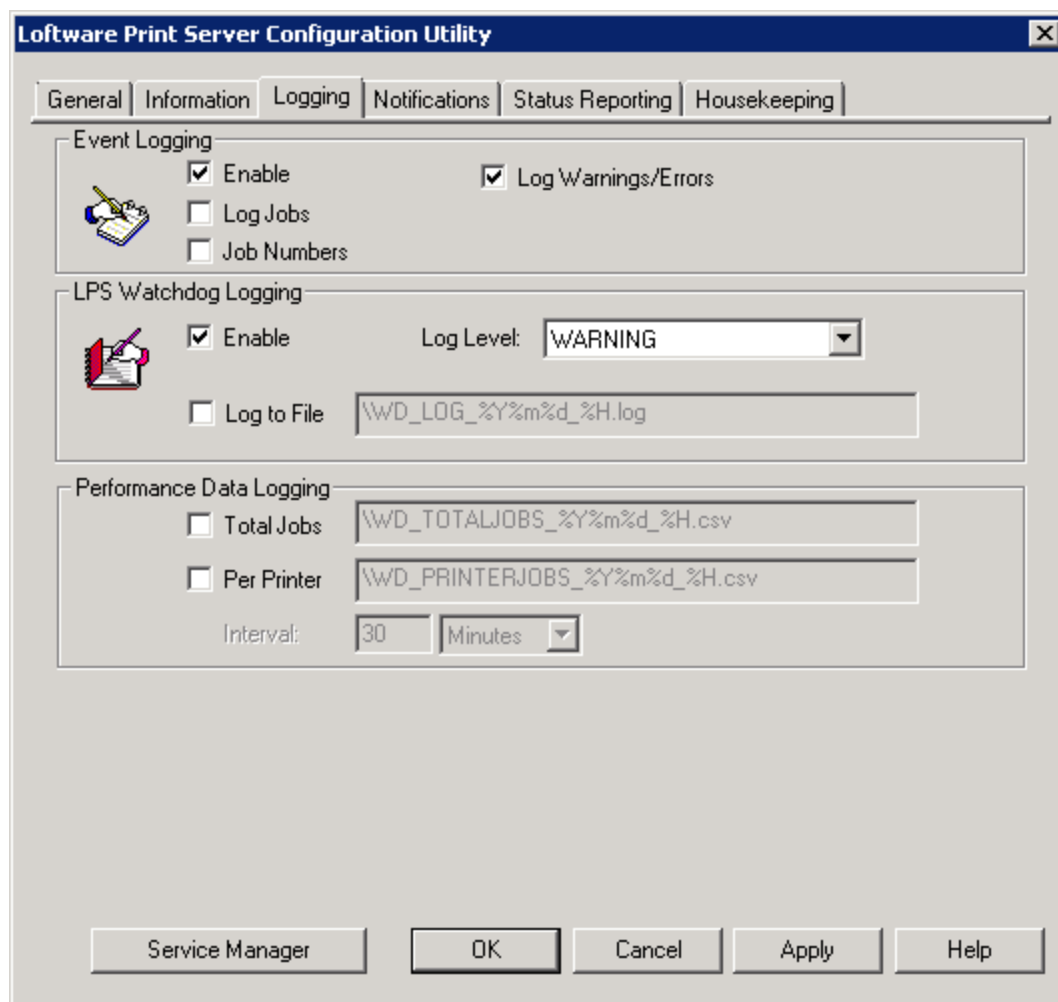 Loftware Print Server Configuration Utility
General Information Logging Notifications Status Reporting Housekeeping
Event Logging
Enable Log Warnings/Errors
Log Jobs
Job Numbers
LPS Watchdog Logging
Enable Log Level: WARNING
Log to File \WD_LOG_%Y%m%d_%H.log
Performance Data Logging
Total Jobs \WD_TOTALJOBS_%Y%m%d_%H.csv
Per Printer \WD_PRINTERJOBS_%Y%m%d_%H.csv
Interval: 30 Minutes
Service Manager OK Cancel Apply Help